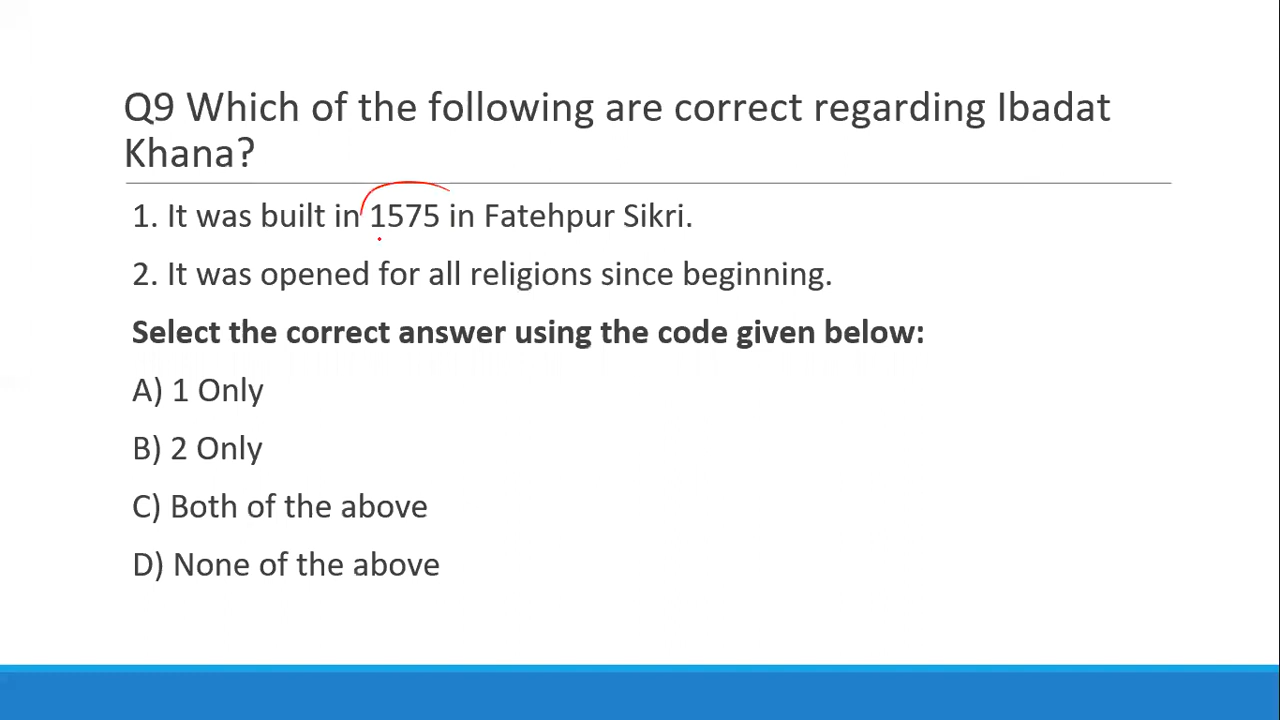 Q9 Which of the following are correct regarding Ibadat
Khana?
1. It was built in 1575 in Fatehpur Sikri.
2. It was opened for all religions since beginning.
Select the correct answer using the code given below:
A) 1 Only
B) 2 Only
C) Both of the above
D) None of the above